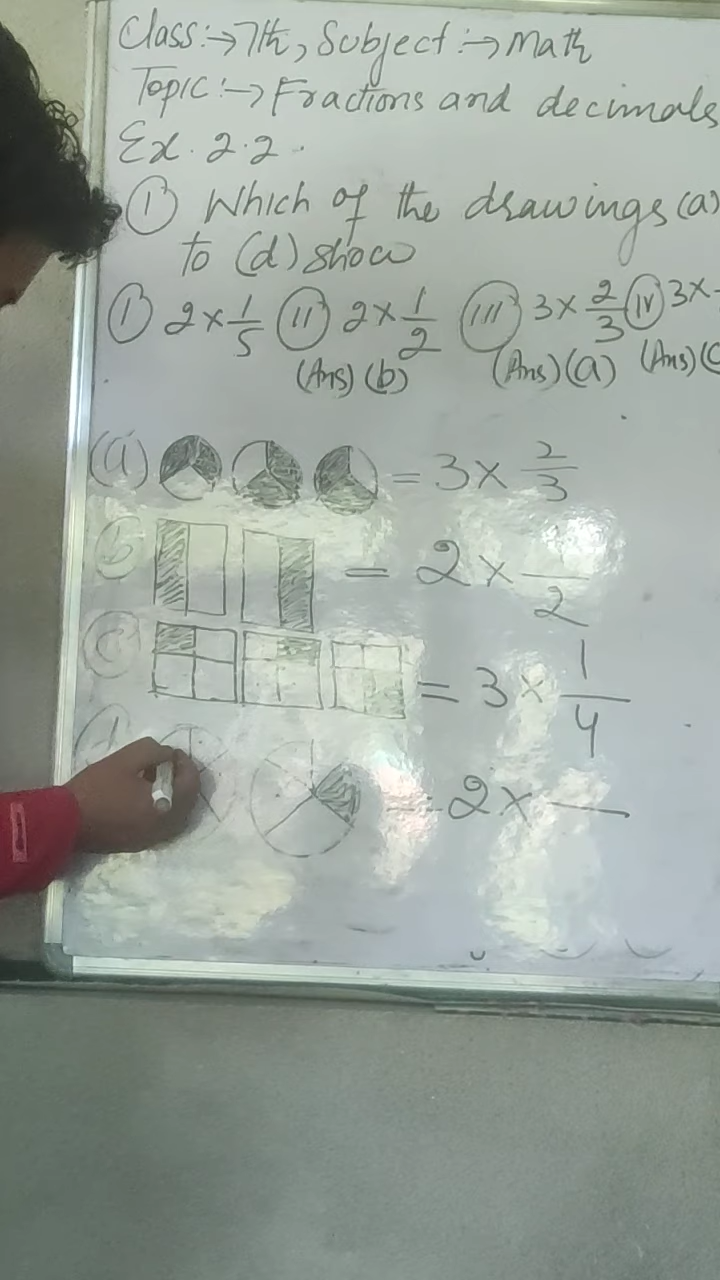 Class:→7th, Subject:→Math
Topic:→Fractions and decimals
Ex. 2.2.
① Which of the drawings (a)
to (d) show
① 2×1/5 ⑪ 2×1/2 ⑪⑪ 3×2/3 ⓘⓥ 3×
(Ans) (b) (Ans) (a) (Ans) (c
(a) = 3× 2/3
(b) = 2× /2
(c) = 3× 1/4
(d = 2×